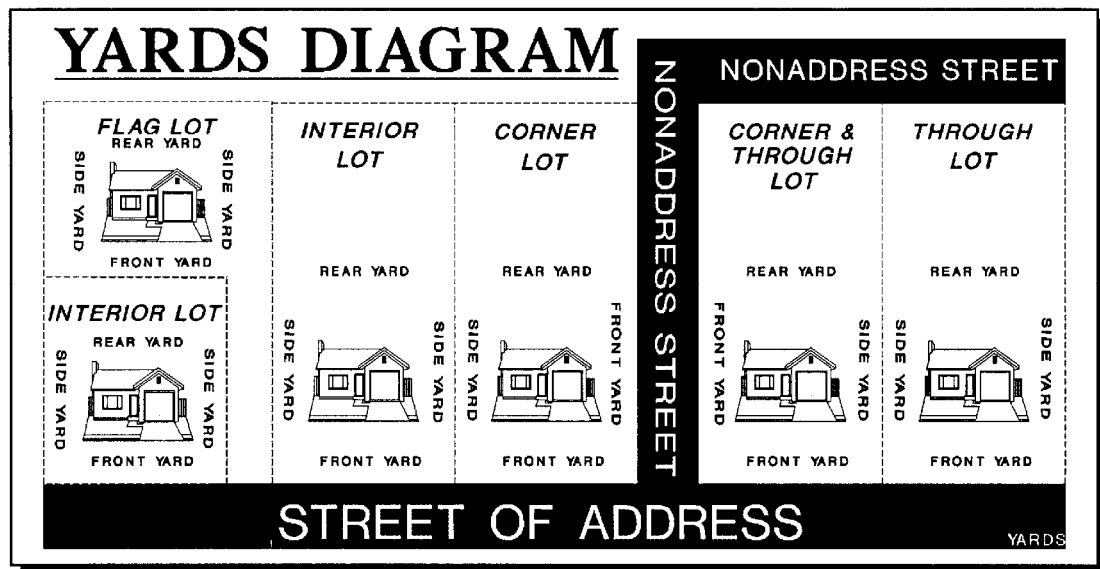 YARDS DIAGRAM
NONADDRESS STREET
NONADDRESS STREET
FLAG LOT
REAR YARD
SIDE YARD
SIDE YARD
FRONT YARD
INTERIOR LOT
REAR YARD
SIDE YARD
SIDE YARD
FRONT YARD
INTERIOR
LOT
REAR YARD
SIDE YARD
SIDE YARD
FRONT YARD
CORNER
LOT
REAR YARD
SIDE YARD
FRONT YARD
FRONT YARD
CORNER &
THROUGH
LOT
REAR YARD
FRONT YARD
SIDE YARD
FRONT YARD
THROUGH
LOT
REAR YARD
SIDE YARD
SIDE YARD
FRONT YARD
STREET OF ADDRESS
YARDS